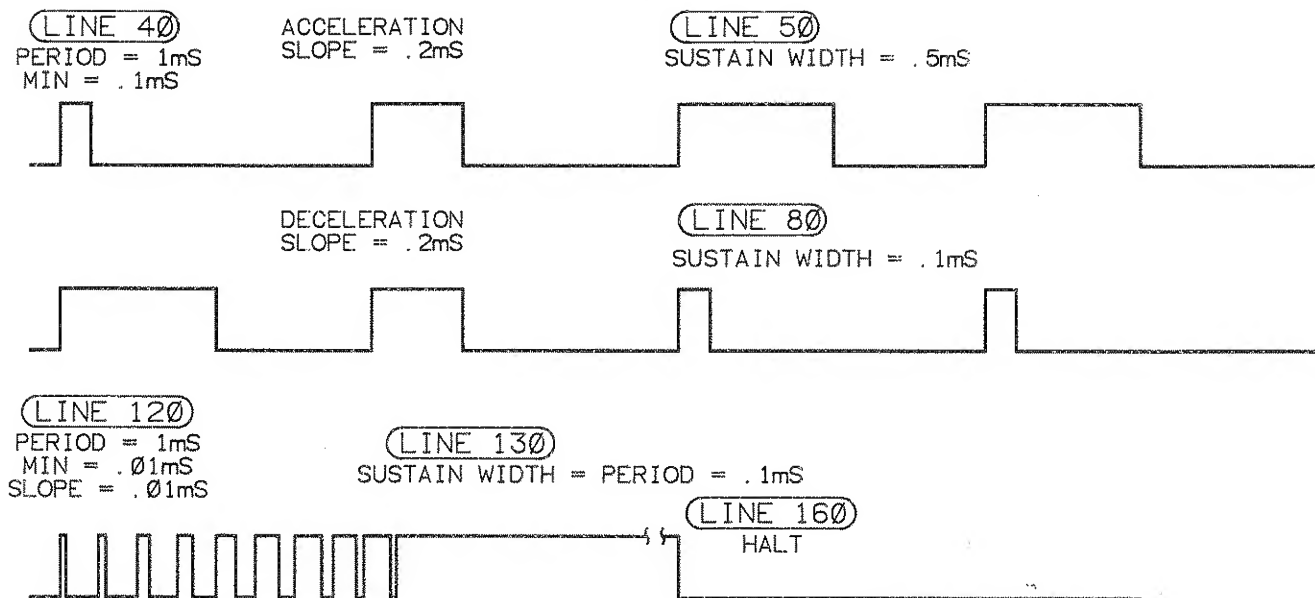 LINE 40
PERIOD = 1mS
MIN = .1mS
ACCELERATION
SLOPE = .2mS
LINE 50
SUSTAIN WIDTH = .5mS
DECELERATION
SLOPE = .2mS
LINE 80
SUSTAIN WIDTH = .1mS
LINE 120
PERIOD = 1mS
MIN = .01mS
SLOPE = .01mS
LINE 130
SUSTAIN WIDTH = PERIOD = .1mS
LINE 160
HALT